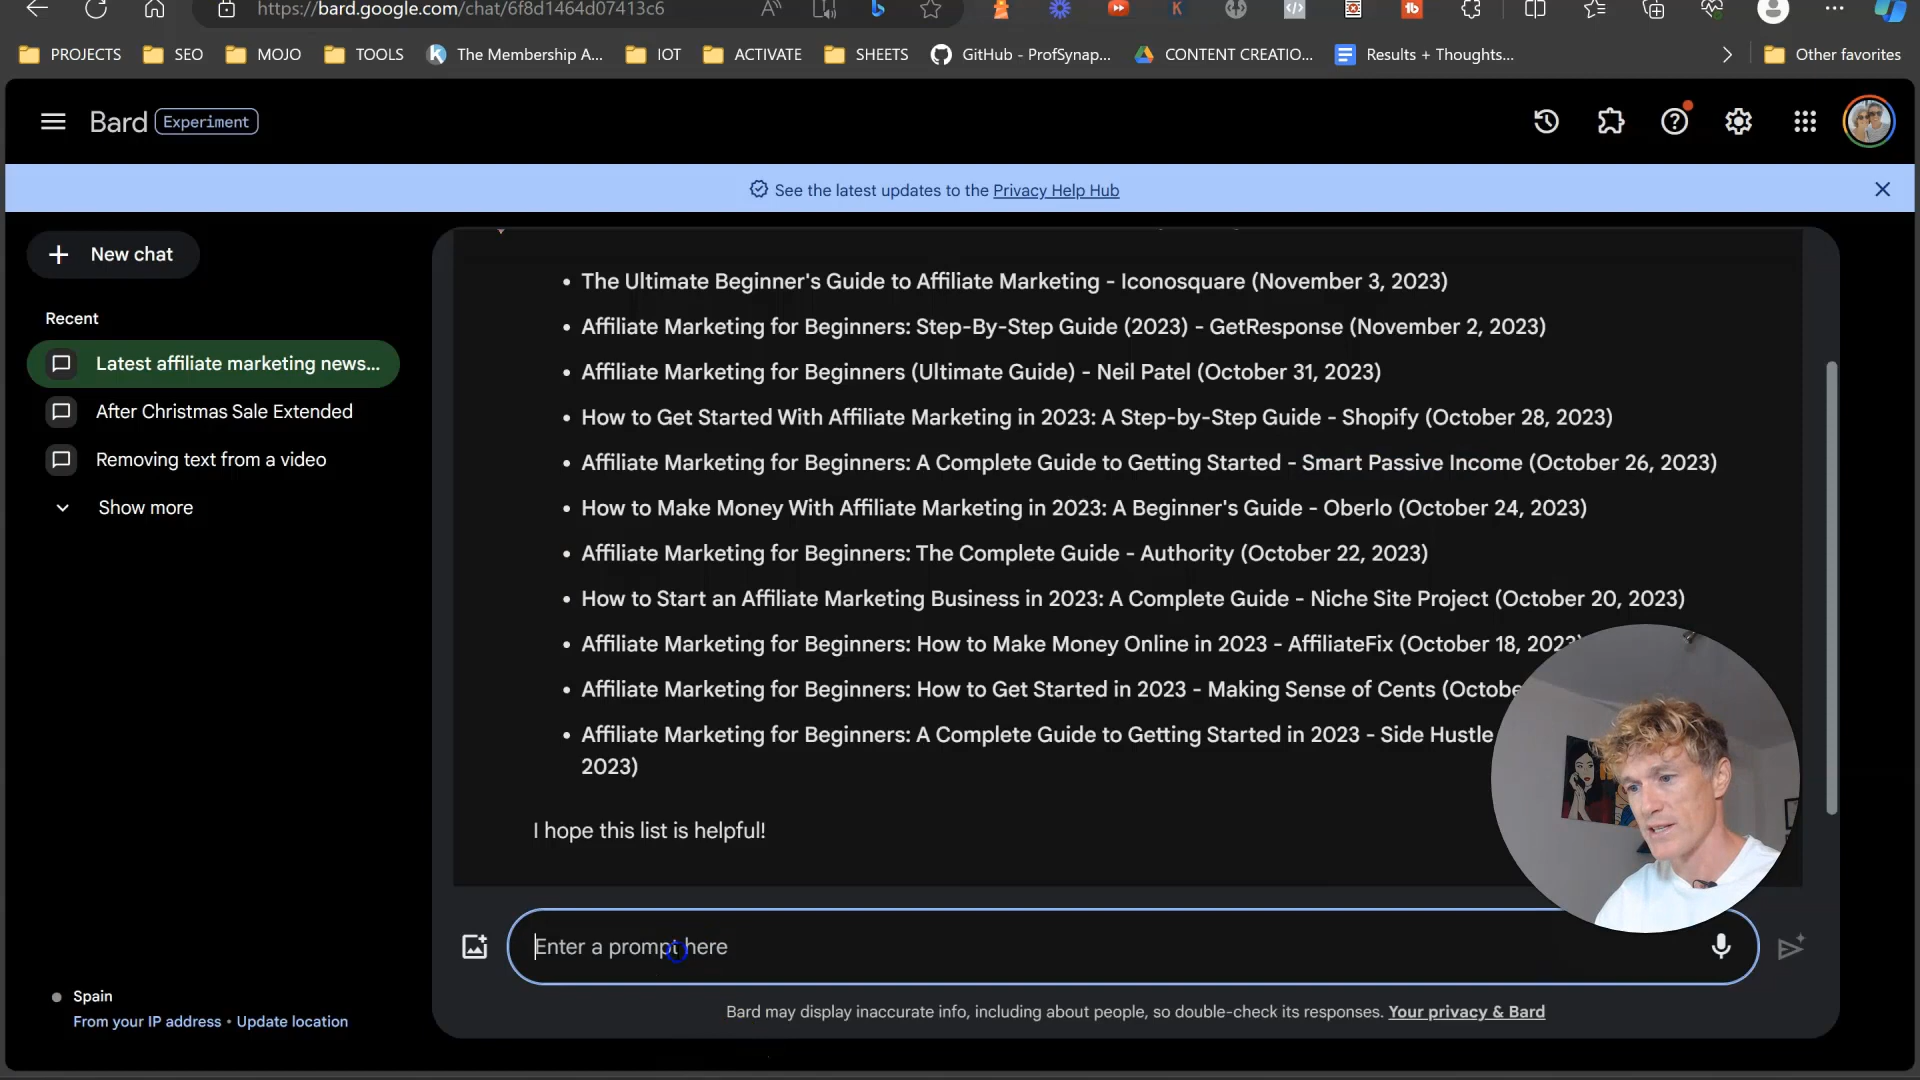 https://bard.google.com/chat/6f8d1464d07413c6
PROJECTS SEO MOJO TOOLS The Membership A... IOT ACTIVATE SHEETS GitHub - ProfSynap... CONTENT CREATIO... Results + Thoughts... Other favorites
Bard Experiment
See the latest updates to the Privacy Help Hub
New chat
Recent
Latest affiliate marketing news...
After Christmas Sale Extended
Removing text from a video
Show more
Spain
From your IP address • Update location
• The Ultimate Beginner's Guide to Affiliate Marketing - Iconosquare (November 3, 2023)
• Affiliate Marketing for Beginners: Step-By-Step Guide (2023) - GetResponse (November 2, 2023)
• Affiliate Marketing for Beginners (Ultimate Guide) - Neil Patel (October 31, 2023)
• How to Get Started With Affiliate Marketing in 2023: A Step-by-Step Guide - Shopify (October 28, 2023)
• Affiliate Marketing for Beginners: A Complete Guide to Getting Started - Smart Passive Income (October 26, 2023)
• How to Make Money With Affiliate Marketing in 2023: A Beginner's Guide - Oberlo (October 24, 2023)
• Affiliate Marketing for Beginners: The Complete Guide - Authority (October 22, 2023)
• How to Start an Affiliate Marketing Business in 2023: A Complete Guide - Niche Site Project (October 20, 2023)
• Affiliate Marketing for Beginners: How to Make Money Online in 2023 - AffiliateFix (October 18, 2023)
• Affiliate Marketing for Beginners: How to Get Started in 2023 - Making Sense of Cents
• Affiliate Marketing for Beginners: A Complete Guide to Getting Started in 2023 - Side Hustle
2023)
I hope this list is helpful!
Enter a prompt here
Bard may display inaccurate info, including about people, so double-check its responses. Your privacy & Bard